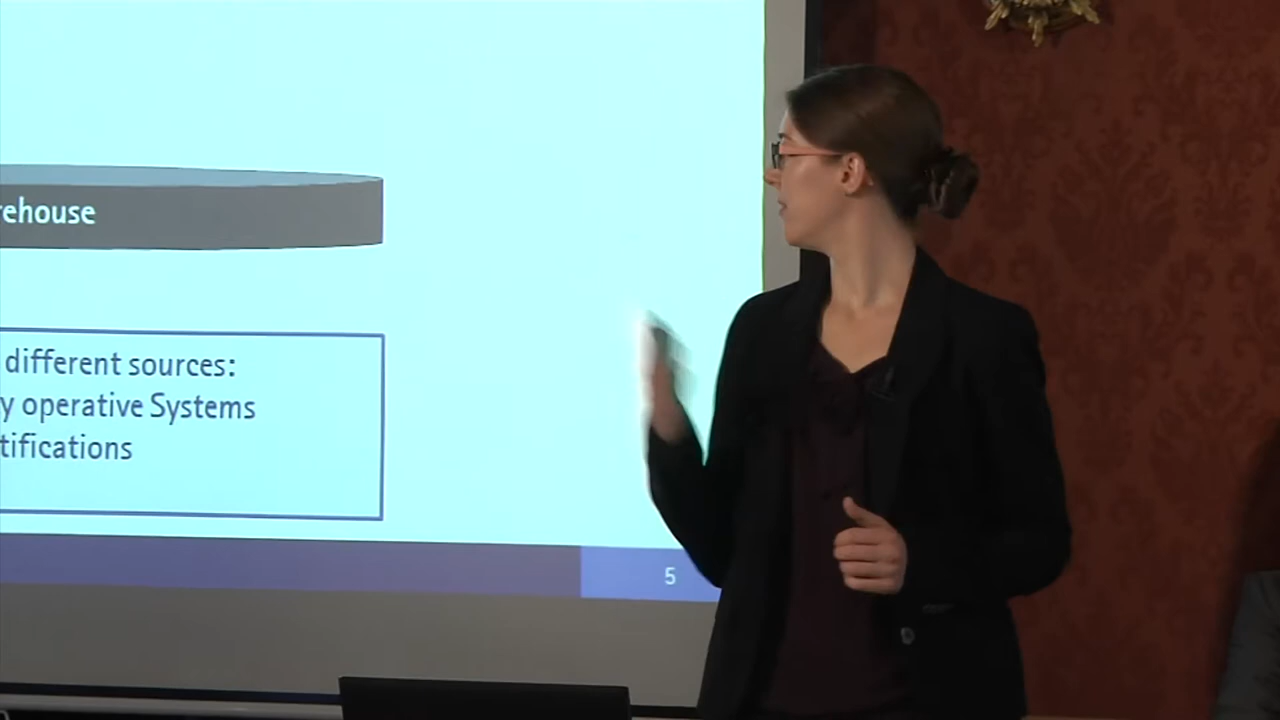 rehouse
different sources:
y operative Systems
tifications
5